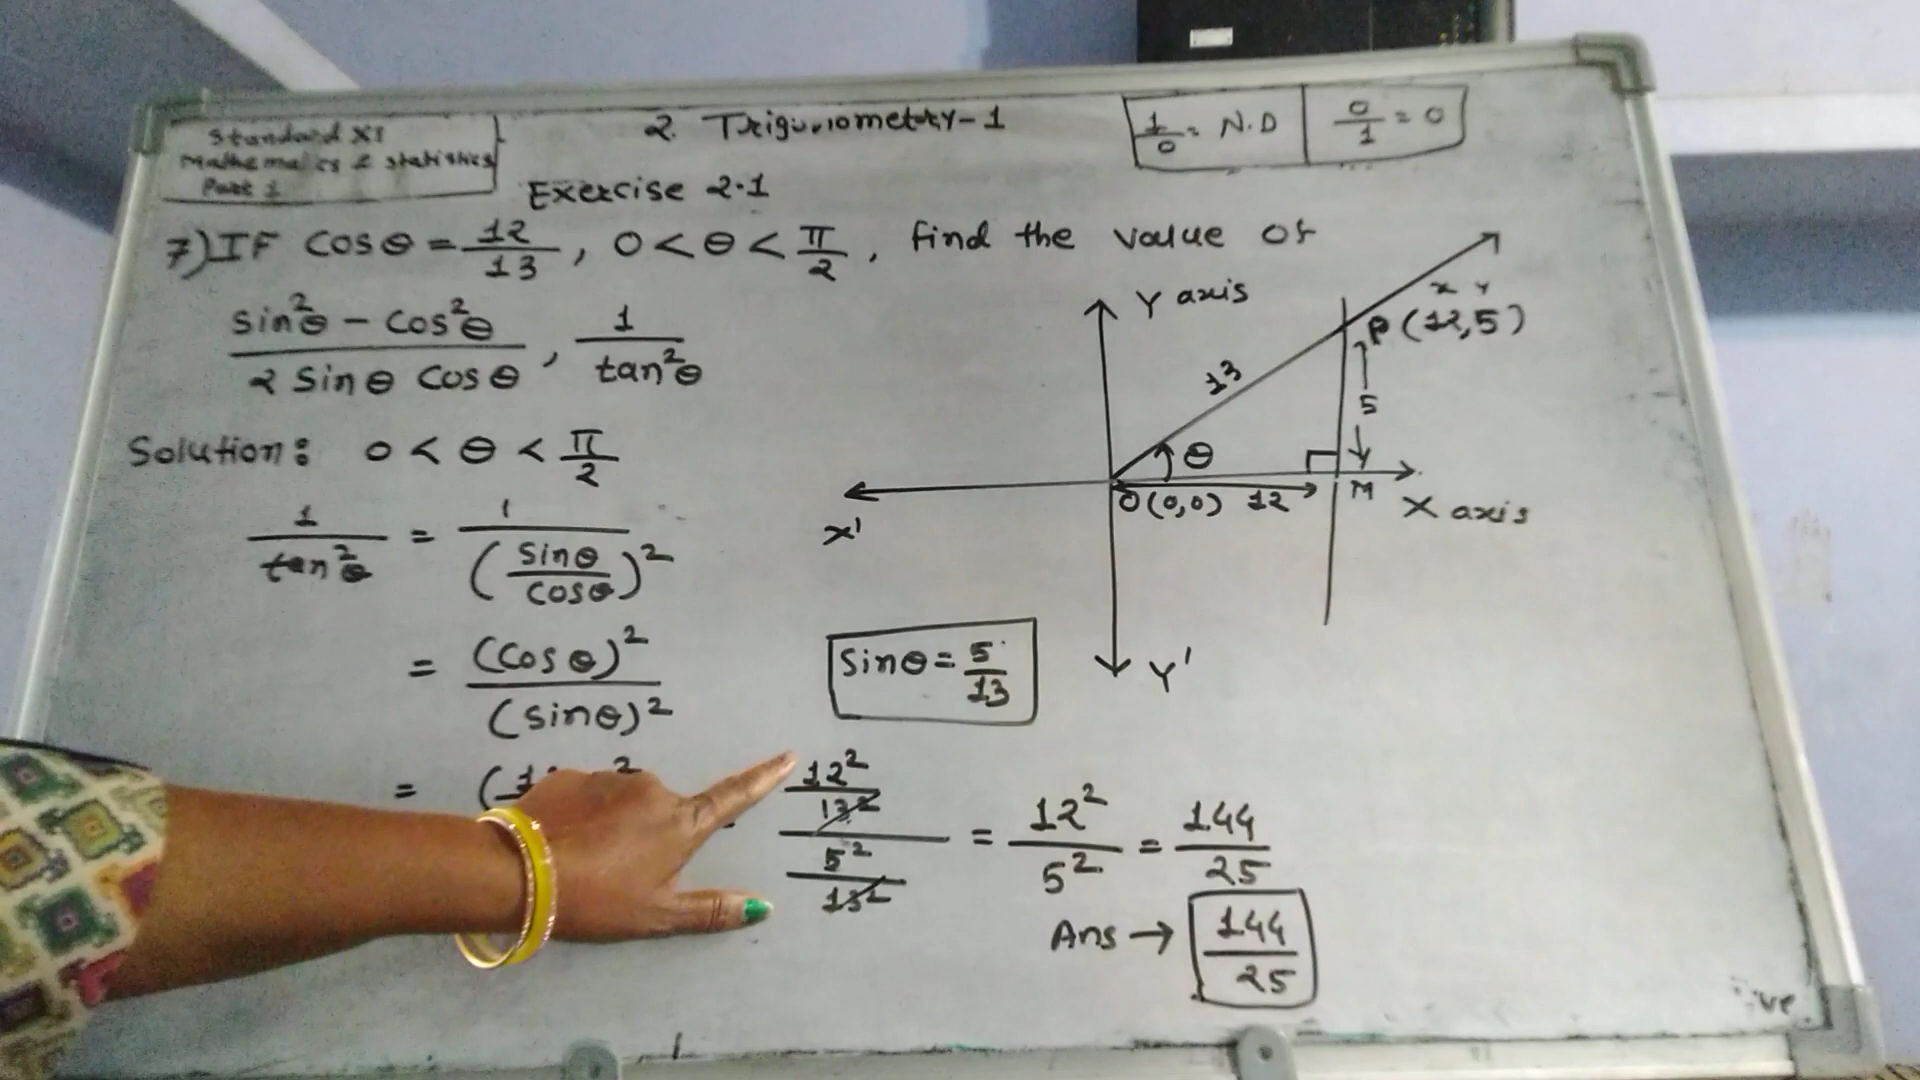 Standard XI
Mathematics & statistics
Part 1
2. Trigonometry-1
1/0 = N.D | 0/1 = 0
Exercise 2.1
7) IF cosθ = 12/13, 0 < θ < π/2, find the value of
(sin²θ - cos²θ)/(2 sinθ cosθ), 1/tan²θ
Solution: 0 < θ < π/2
1/tan²θ = 1/(sinθ/cosθ)²
= (cosθ)²/(sinθ)²
sinθ = 5/13
= (12²/13²)/(5²/13²) = 12²/5² = 144/25
Ans → 144/25
Y axis
x y
P (12,5)
13
5
θ
O(0,0) 12 M
X axis
X'
Y'